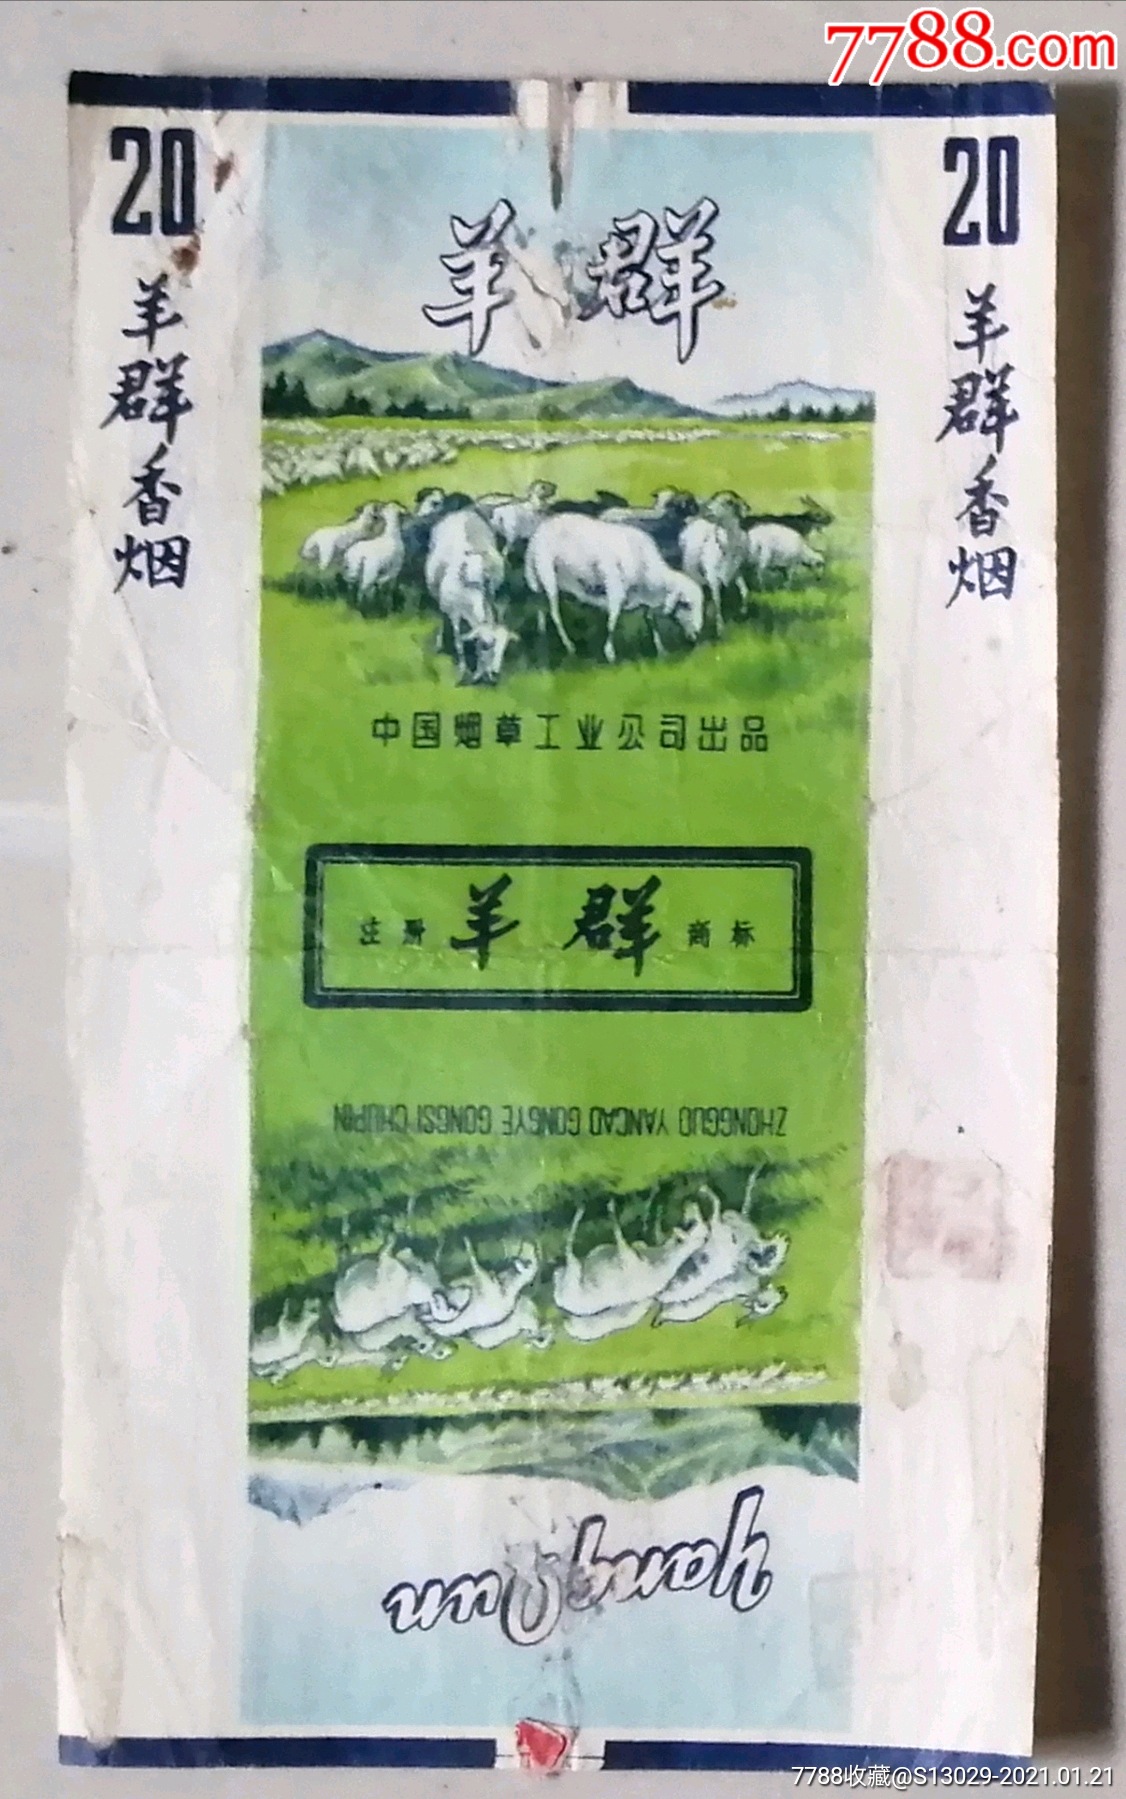 7788.com
20
羊群香烟
20
羊群香烟
羊群
中国烟草工业公司出品
注册 羊群 商标
ZHONGGUO YANCAO GONGYE GONGSI CHUPIN
yangqun
7788收藏@S13029-2021.01.21